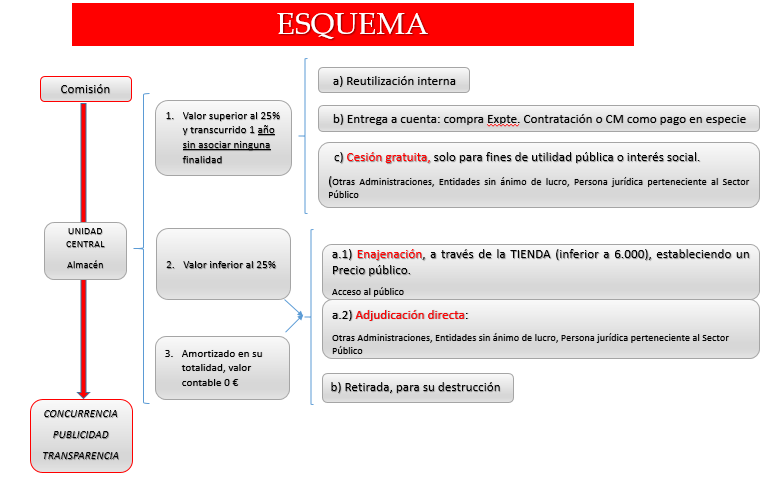 ESQUEMA
Comisión
UNIDAD
CENTRAL
Almacén
CONCURRENCIA
PUBLICIDAD
TRANSPARENCIA
1. Valor superior al 25%
y transcurrido 1 año
sin asociar ninguna
finalidad
a) Reutilización interna
b) Entrega a cuenta: compra Expte. Contratación o CM como pago en especie
c) Cesión gratuita, solo para fines de utilidad pública o interés social.
(Otras Administraciones, Entidades sin ánimo de lucro, Persona jurídica perteneciente al Sector
Público
2. Valor inferior al 25%
3. Amortizado en su
totalidad, valor
contable 0 €
a.1) Enajenación, a través de la TIENDA (inferior a 6.000), estableciendo un
Precio público.
Acceso al público
a.2) Adjudicación directa:
Otras Administraciones, Entidades sin ánimo de lucro, Persona jurídica perteneciente al Sector
Público
b) Retirada, para su destrucción